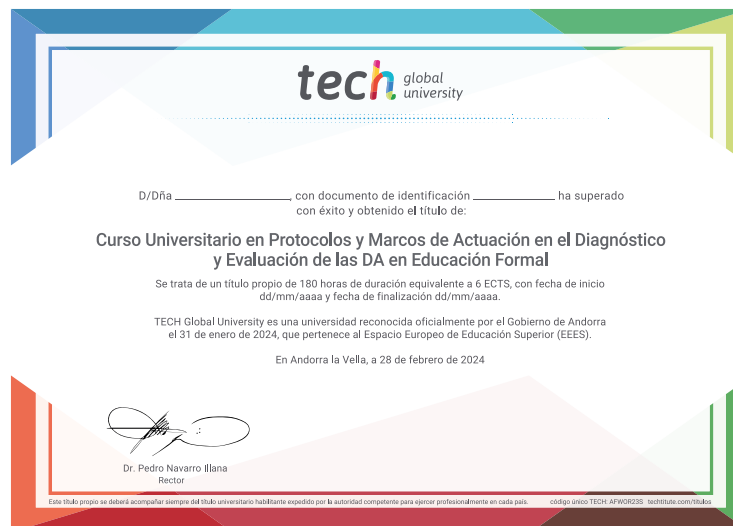 tech global university
D/Dña ______________________, con documento de identificación ________________ ha superado
con éxito y obtenido el título de:
Curso Universitario en Protocolos y Marcos de Actuación en el Diagnóstico
y Evaluación de las DA en Educación Formal
Se trata de un título propio de 180 horas de duración equivalente a 6 ECTS, con fecha de inicio
dd/mm/aaaa y fecha de finalización dd/mm/aaaa.
TECH Global University es una universidad reconocida oficialmente por el Gobierno de Andorra
el 31 de enero de 2024, que pertenece al Espacio Europeo de Educación Superior (EEES).
En Andorra la Vella, a 28 de febrero de 2024
Dr. Pedro Navarro Illana
Rector
Este título propio se deberá acompañar siempre del título universitario habilitante expedido por la autoridad competente para ejercer profesionalmente en cada país. código único TECH: AFWOR23S techtitute.com/titulos